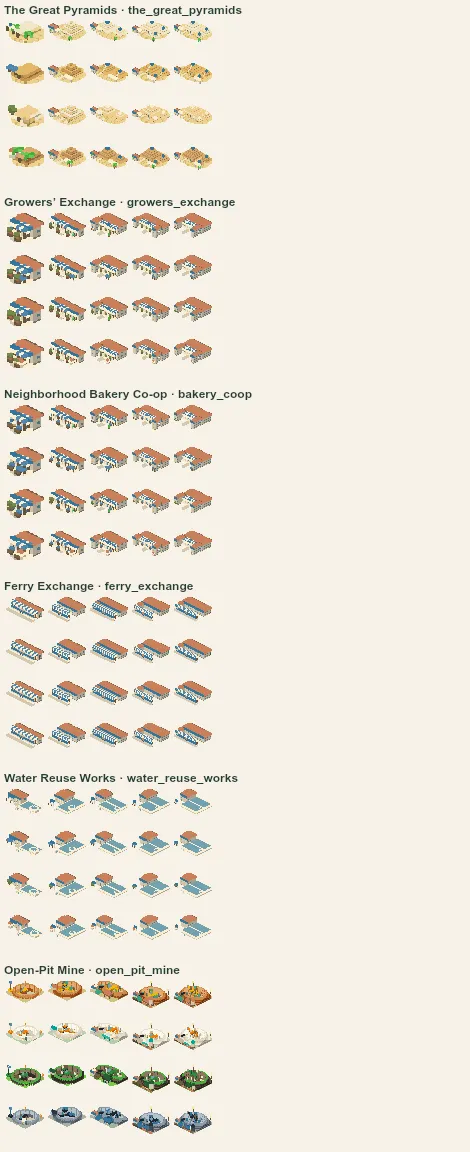 The Great Pyramids · the_great_pyramids
Growers' Exchange · growers_exchange
Neighborhood Bakery Co-op · bakery_coop
Ferry Exchange · ferry_exchange
Water Reuse Works · water_reuse_works
Open-Pit Mine · open_pit_mine